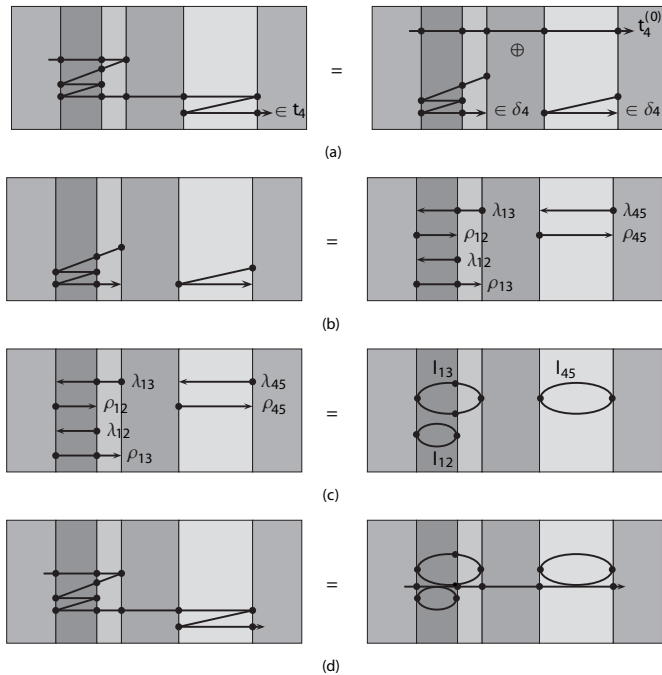 t₄⁽⁰⁾
⊕
=
∈ t₄
∈ δ₄
∈ δ₄
(a)
λ₁₃
λ₄₅
ρ₁₂
ρ₄₅
=
λ₁₂
ρ₁₃
(b)
λ₁₃
λ₄₅
I₁₃
I₄₅
ρ₁₂
ρ₄₅
=
λ₁₂
ρ₁₃
I₁₂
(c)
=
(d)